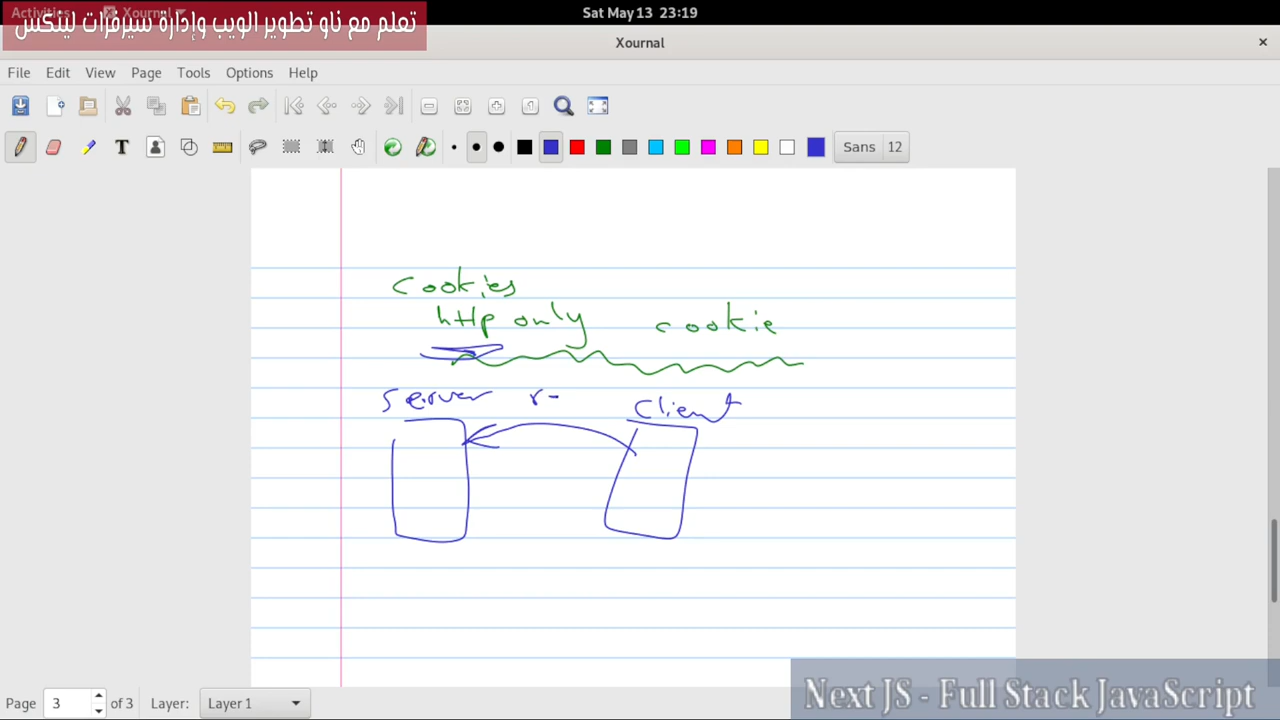 Activities Xournal Sat May 13 23:19
تعلم مع ناو تطوير الويب وإدارة سيرفرات لينكس
Xournal
File Edit View Page Tools Options Help
Sans 12
Cookies
http only cookie
Server r- Client
Page 3 of 3 Layer: Layer 1
Next JS - Full Stack JavaScript